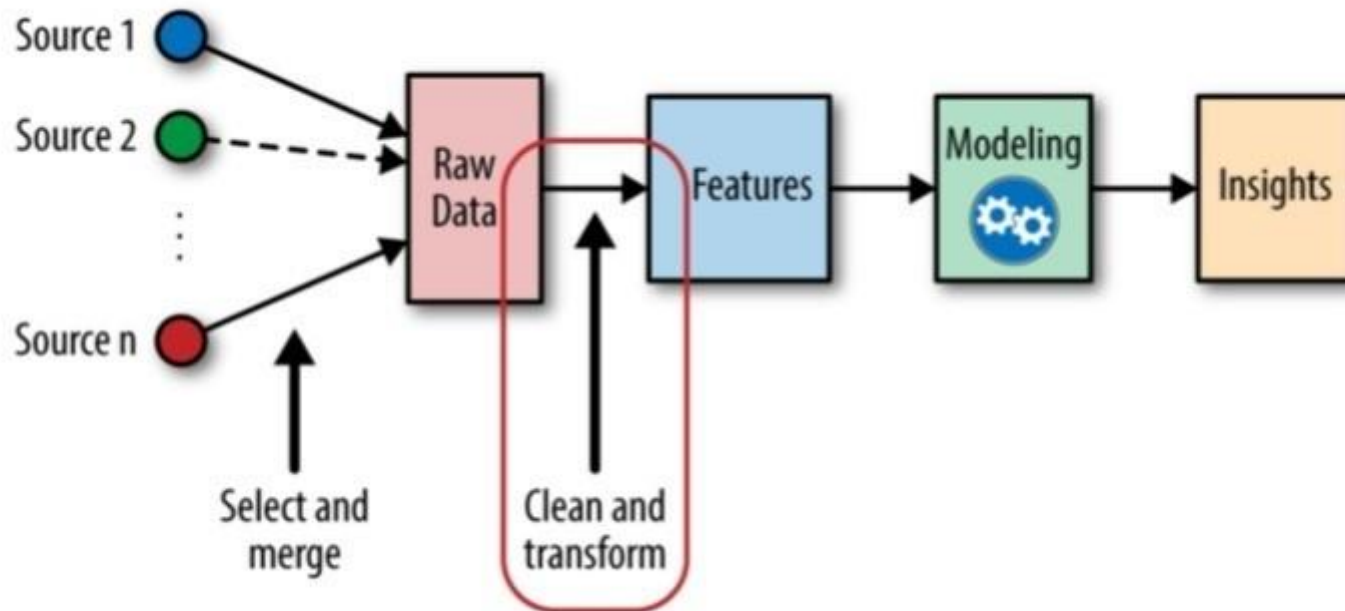 Source 1
Source 2
Source n
Select and
merge
Raw
Data
Clean and
transform
Features
Modeling
Insights